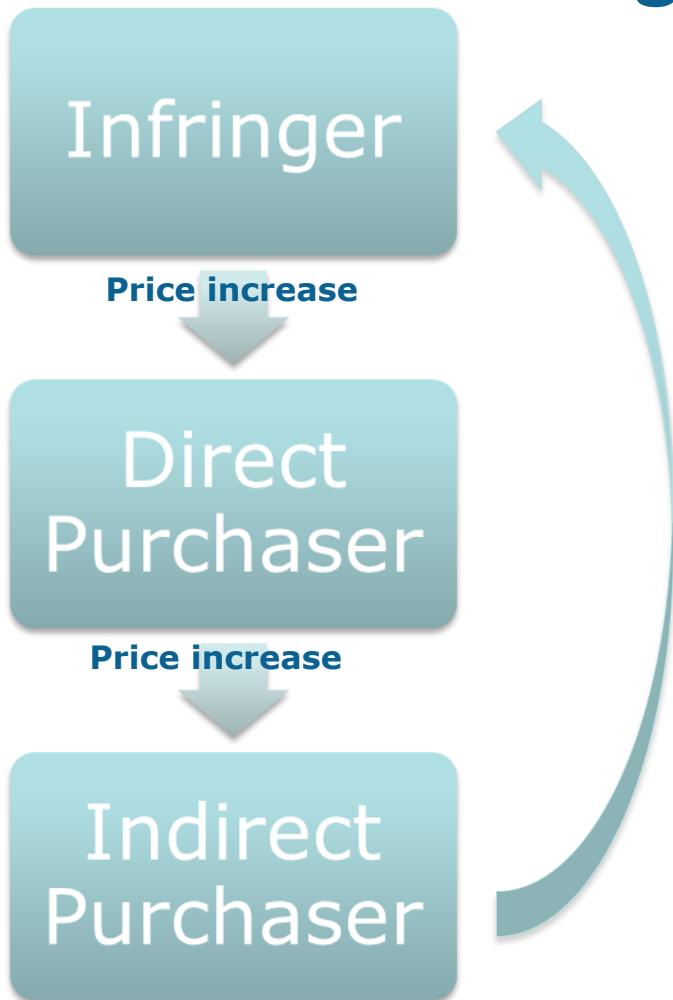 Infringer
Price increase
Direct
Purchaser
Price increase
Indirect
Purchaser